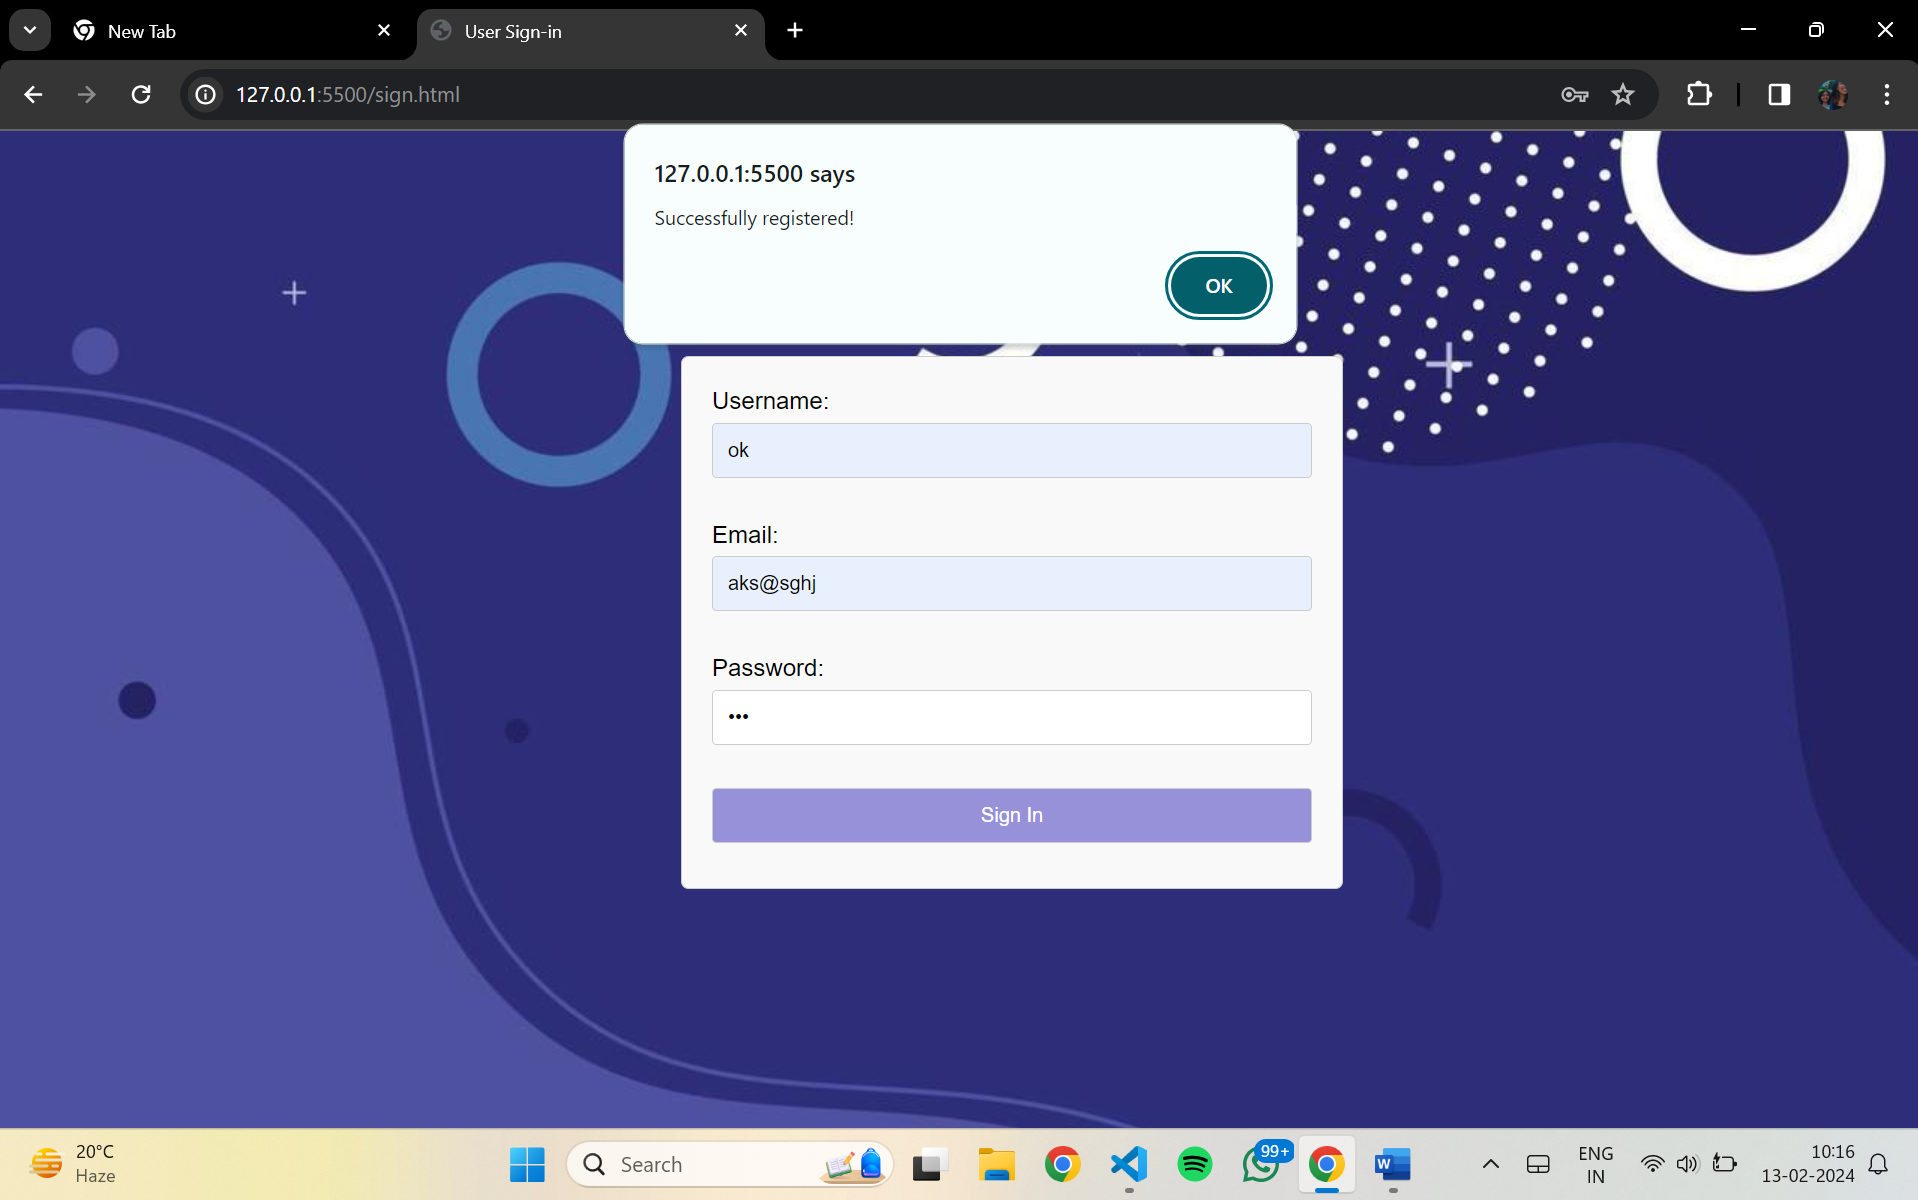 New Tab
User Sign-in
127.0.0.1:5500/sign.html
127.0.0.1:5500 says
Successfully registered!
OK
Username:
ok
Email:
aks@sghj
Password:
•••
Sign In
20°C
Haze
Search
99+
W
ENG
IN
10:16
13-02-2024